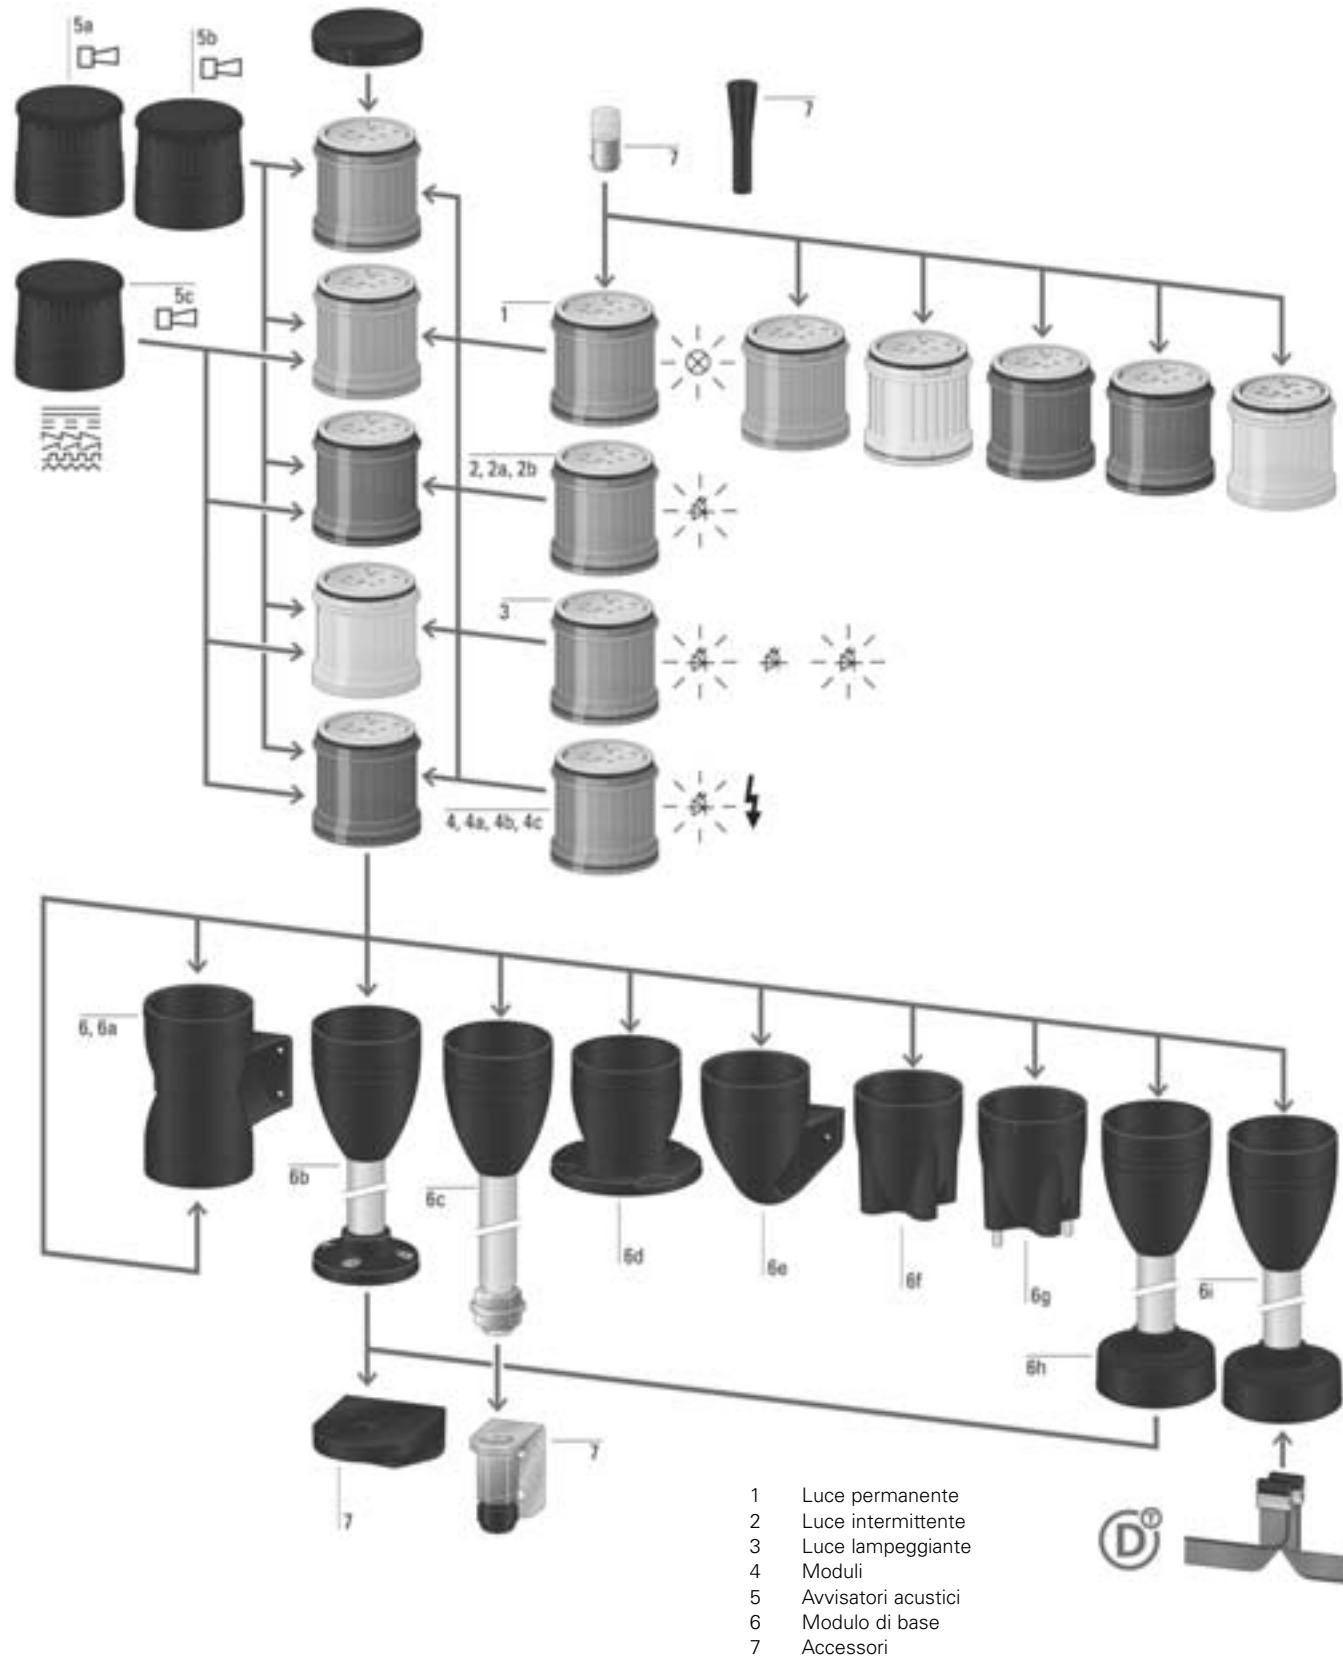 5a
5b
7
7
5c
1
2, 2a, 2b
3
4, 4a, 4b, 4c
6, 6a
6b
6c
6d
6e
6f
6g
6h
6i
7
7
D T
1 Luce permanente
2 Luce intermittente
3 Luce lampeggiante
4 Moduli
5 Avvisatori acustici
6 Modulo di base
7 Accessori